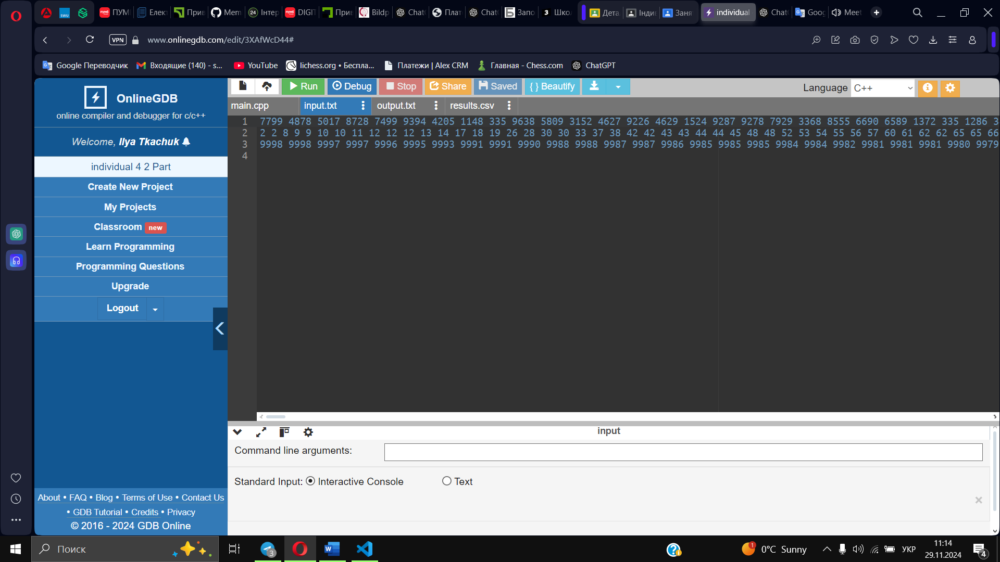 ПУМ Елек Прив Mem Інтер DIGIT Прив Bildp Chat Плат Chat Запо Шко Дета Індив Заня individual Chat Goog Meet
VPN www.onlinegdb.com/edit/3XAfWcD44#
Google Переводчик Входящие (140) - s... YouTube lichess.org • Беспла... Платежи | Alex CRM Главная - Chess.com ChatGPT
OnlineGDB
online compiler and debugger for c/c++
Welcome, Ilya Tkachuk
individual 4 2 Part
Create New Project
My Projects
Classroom new
Learn Programming
Programming Questions
Upgrade
Logout
About • FAQ • Blog • Terms of Use • Contact Us
• GDB Tutorial • Credits • Privacy
© 2016 - 2024 GDB Online
Run Debug Stop Share Saved { } Beautify Language C++
main.cpp input.txt output.txt results.csv
1 7799 4878 5017 8728 7499 9394 4205 1148 335 9638 5809 3152 4627 9226 4629 1524 9287 9278 7929 3368 8555 6690 6589 1372 335 1286 3
2 2 2 8 9 9 10 10 11 12 12 12 13 14 17 18 19 26 28 30 30 33 37 38 42 42 43 43 44 44 45 48 48 52 53 54 55 56 57 60 61 62 62 65 65 66
3 9998 9998 9997 9997 9996 9995 9993 9991 9991 9990 9988 9988 9987 9987 9986 9985 9985 9985 9984 9984 9982 9981 9981 9981 9980 9979
4
input
Command line arguments:
Standard Input: Interactive Console Text
Поиск 3 0°C Sunny УКР 11:14
29.11.2024 4